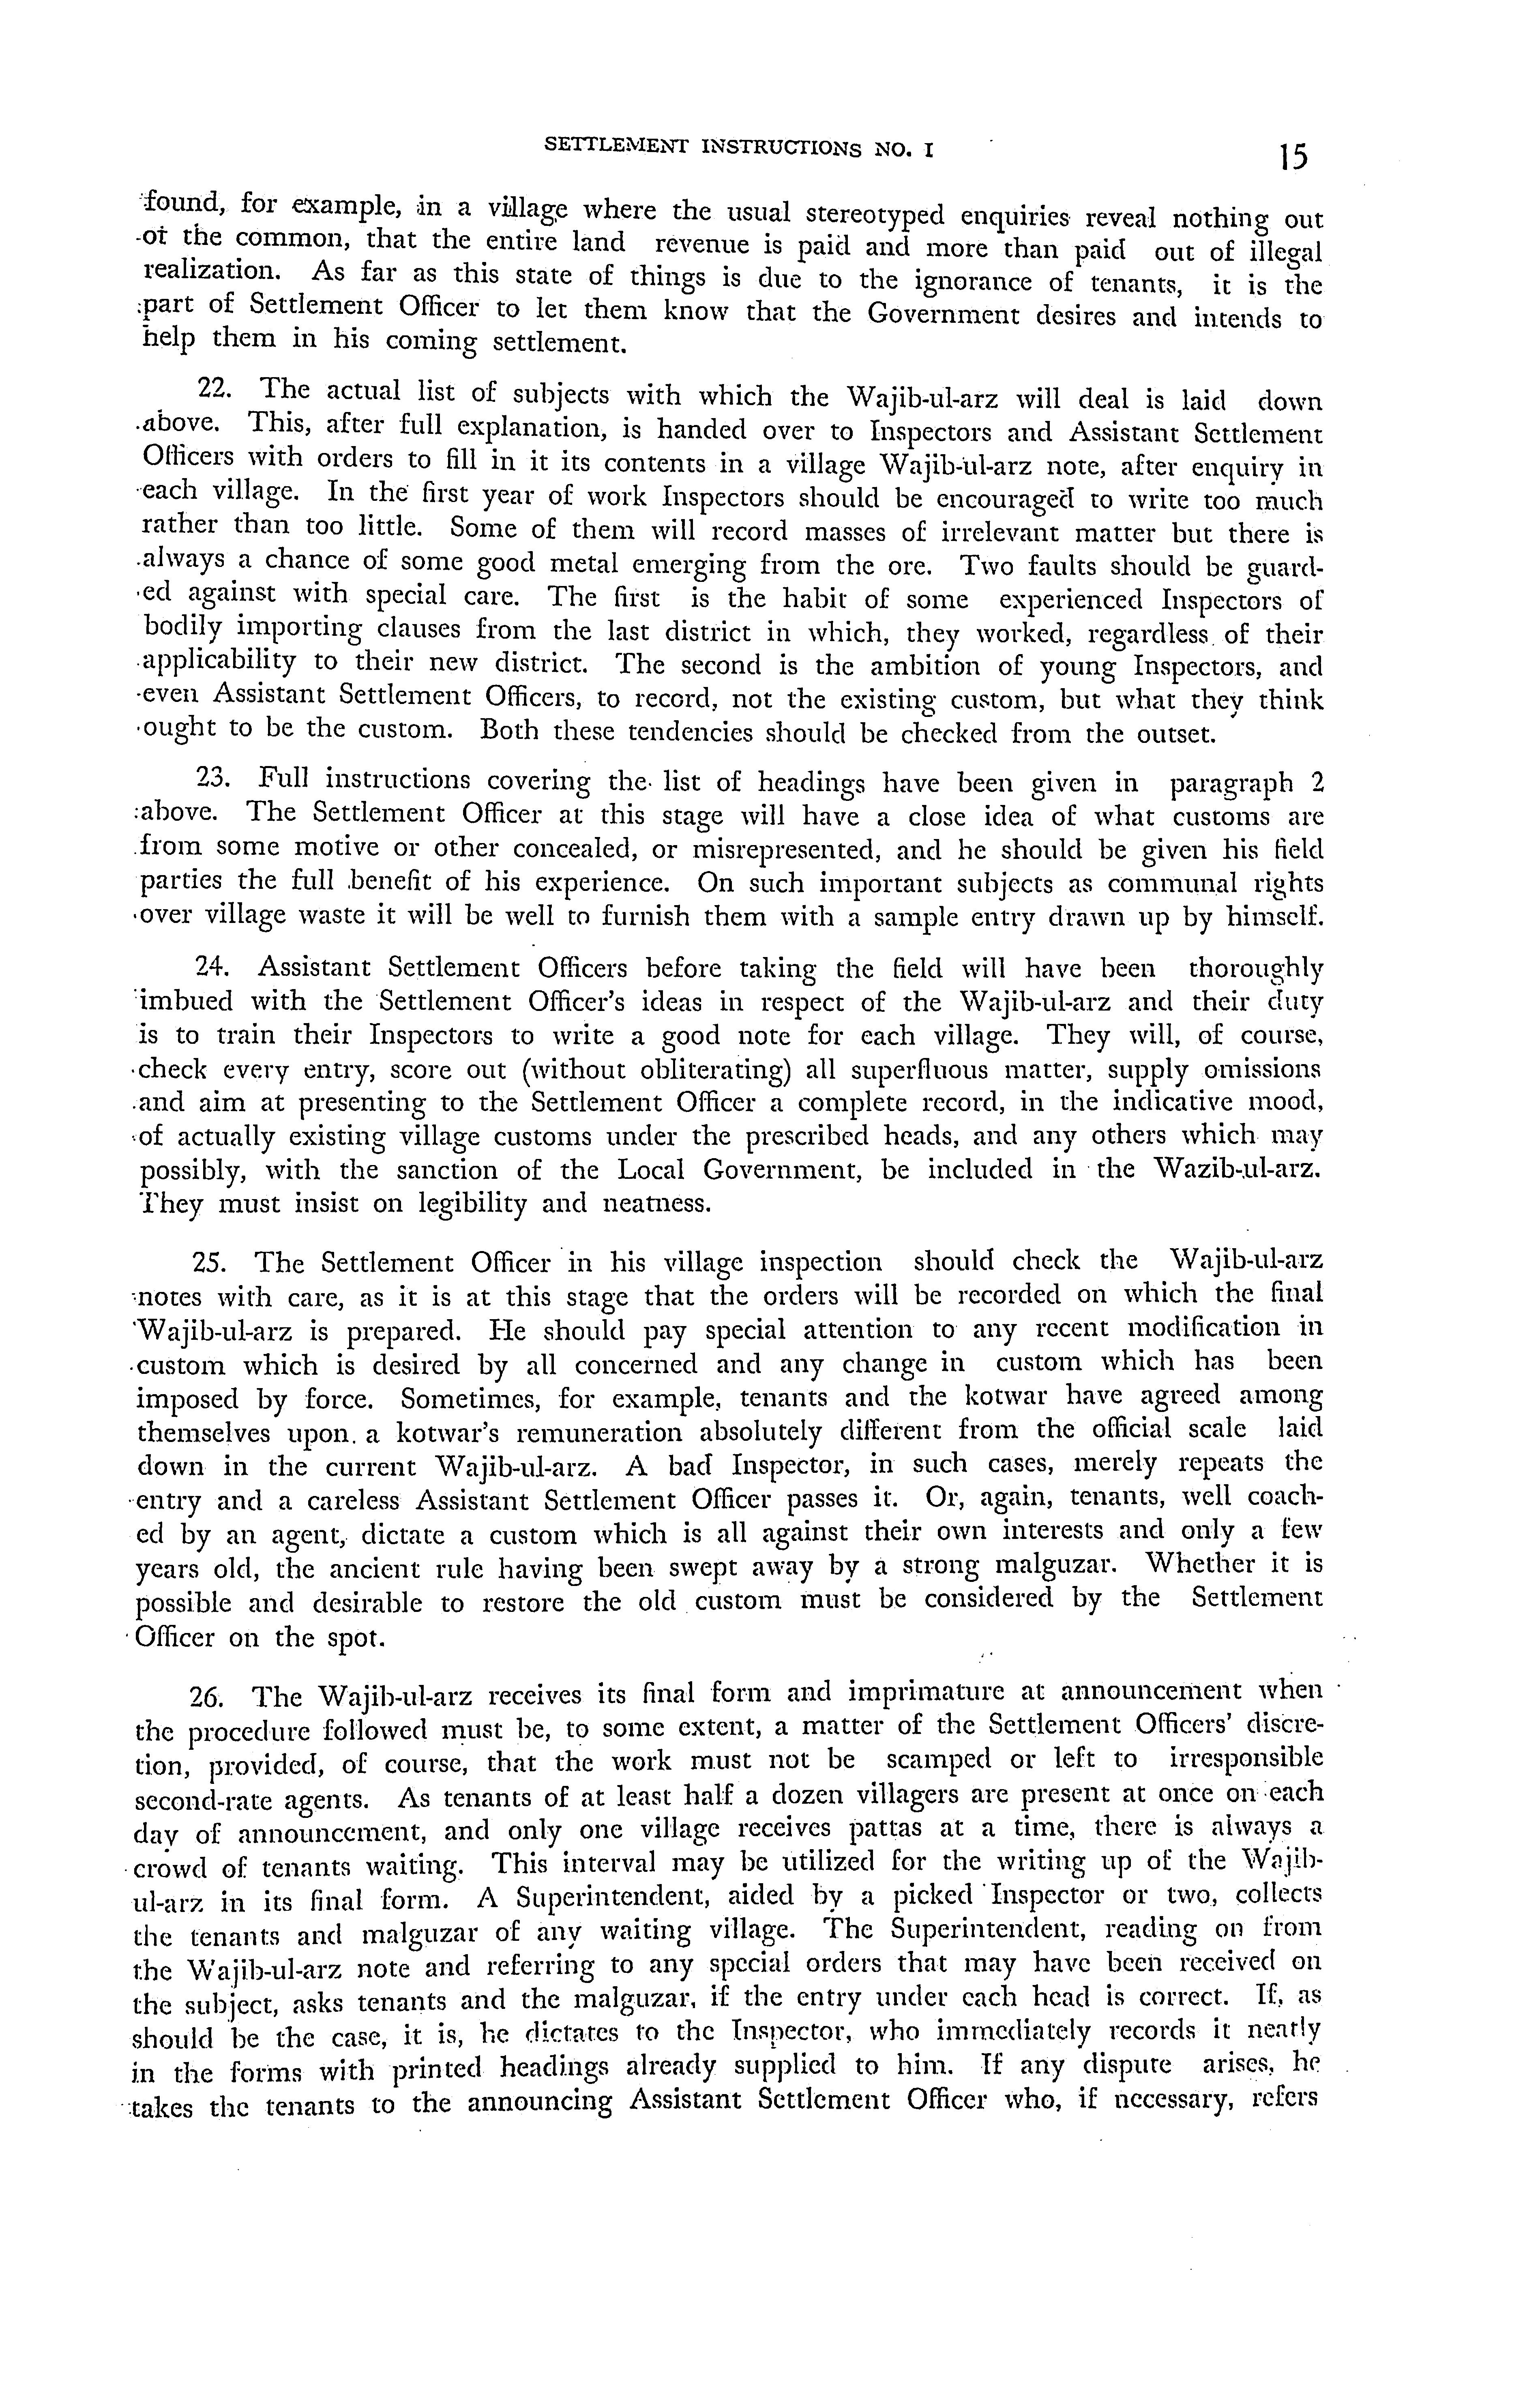 SETTLEMENT INSTRUCTIONS NO. I 15
found, for example, in a village where the usual stereotyped enquiries reveal nothing out
of the common, that the entire land revenue is paid and more than paid out of illegal
realization. As far as this state of things is due to the ignorance of tenants, it is the
part of Settlement Officer to let them know that the Government desires and intends to
help them in his coming settlement.
22. The actual list of subjects with which the Wajib-ul-arz will deal is laid down
above. This, after full explanation, is handed over to Inspectors and Assistant Settlement
Officers with orders to fill in it its contents in a village Wajib-ul-arz note, after enquiry in
each village. In the first year of work Inspectors should be encouraged to write too much
rather than too little. Some of them will record masses of irrelevant matter but there is
always a chance of some good metal emerging from the ore. Two faults should be guard-
ed against with special care. The first is the habit of some experienced Inspectors of
bodily importing clauses from the last district in which, they worked, regardless of their
applicability to their new district. The second is the ambition of young Inspectors, and
even Assistant Settlement Officers, to record, not the existing custom, but what they think
ought to be the custom. Both these tendencies should be checked from the outset.
23. Full instructions covering the list of headings have been given in paragraph 2
above. The Settlement Officer at this stage will have a close idea of what customs are
from some motive or other concealed, or misrepresented, and he should be given his field
parties the full benefit of his experience. On such important subjects as communal rights
over village waste it will be well to furnish them with a sample entry drawn up by himself.
24. Assistant Settlement Officers before taking the field will have been thoroughly
imbued with the Settlement Officer's ideas in respect of the Wajib-ul-arz and their duty
is to train their Inspectors to write a good note for each village. They will, of course,
check every entry, score out (without obliterating) all superfluous matter, supply omissions
and aim at presenting to the Settlement Officer a complete record, in the indicative mood,
of actually existing village customs under the prescribed heads, and any others which may
possibly, with the sanction of the Local Government, be included in the Wazib-ul-arz.
They must insist on legibility and neatness.
25. The Settlement Officer in his village inspection should check the Wajib-ul-arz
notes with care, as it is at this stage that the orders will be recorded on which the final
Wajib-ul-arz is prepared. He should pay special attention to any recent modification in
custom which is desired by all concerned and any change in custom which has been
imposed by force. Sometimes, for example, tenants and the kotwar have agreed among
themselves upon a kotwar's remuneration absolutely different from the official scale laid
down in the current Wajib-ul-arz. A bad Inspector, in such cases, merely repeats the
entry and a careless Assistant Settlement Officer passes it. Or, again, tenants, well coach-
ed by an agent, dictate a custom which is all against their own interests and only a few
years old, the ancient rule having been swept away by a strong malguzar. Whether it is
possible and desirable to restore the old custom must be considered by the Settlement
Officer on the spot.
26. The Wajib-ul-arz receives its final form and imprimature at announcement when
the procedure followed must be, to some extent, a matter of the Settlement Officers' discre-
tion, provided, of course, that the work must not be scamped or left to irresponsible
second-rate agents. As tenants of at least half a dozen villagers are present at once on each
day of announcement, and only one village receives pattas at a time, there is always a
crowd of tenants waiting. This interval may be utilized for the writing up of the Wajib-
ul-arz in its final form. A Superintendent, aided by a picked Inspector or two, collects
the tenants and malguzar of any waiting village. The Superintendent, reading on from
the Wajib-ul-arz note and referring to any special orders that may have been received on
the subject, asks tenants and the malguzar, if the entry under each head is correct. If, as
should be the case, it is, he dictates to the Inspector, who immediately records it neatly
in the forms with printed headings already supplied to him. If any dispute arises, he
takes the tenants to the announcing Assistant Settlement Officer who, if necessary, refers